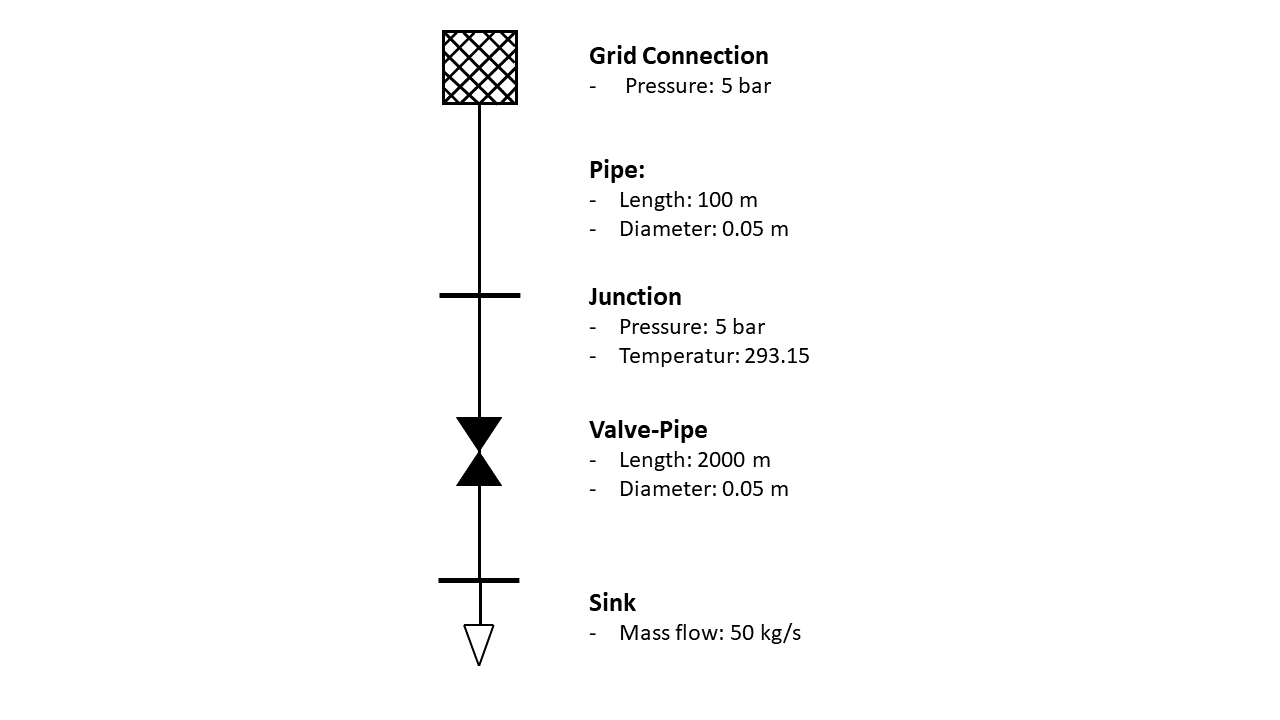 Grid Connection
- Pressure: 5 bar
Pipe:
- Length: 100 m
- Diameter: 0.05 m
Junction
- Pressure: 5 bar
- Temperatur: 293.15
Valve-Pipe
- Length: 2000 m
- Diameter: 0.05 m
Sink
- Mass flow: 50 kg/s